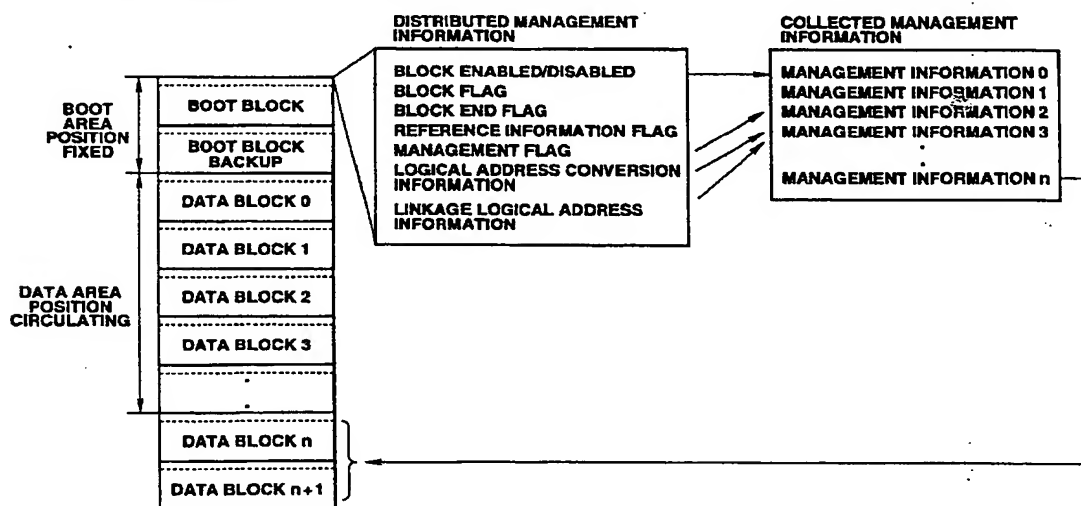 DISTRIBUTED MANAGEMENT
INFORMATION
COLLECTED MANAGEMENT
INFORMATION
BOOT
AREA
POSITION
FIXED
BOOT BLOCK
BOOT BLOCK
BACKUP
DATA AREA
POSITION
CIRCULATING
DATA BLOCK 0
DATA BLOCK 1
DATA BLOCK 2
DATA BLOCK 3
DATA BLOCK n
DATA BLOCK n+1
BLOCK ENABLED/DISABLED
BLOCK FLAG
BLOCK END FLAG
REFERENCE INFORMATION FLAG
MANAGEMENT FLAG
LOGICAL ADDRESS CONVERSION
INFORMATION
LINKAGE LOGICAL ADDRESS
INFORMATION
MANAGEMENT INFORMATION 0
MANAGEMENT INFORMATION 1
MANAGEMENT INFORMATION 2
MANAGEMENT INFORMATION 3
MANAGEMENT INFORMATION n